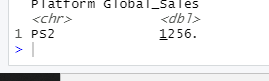 Platform Global_Sales
<chr> <dbl>
1 PS2 1256.
>